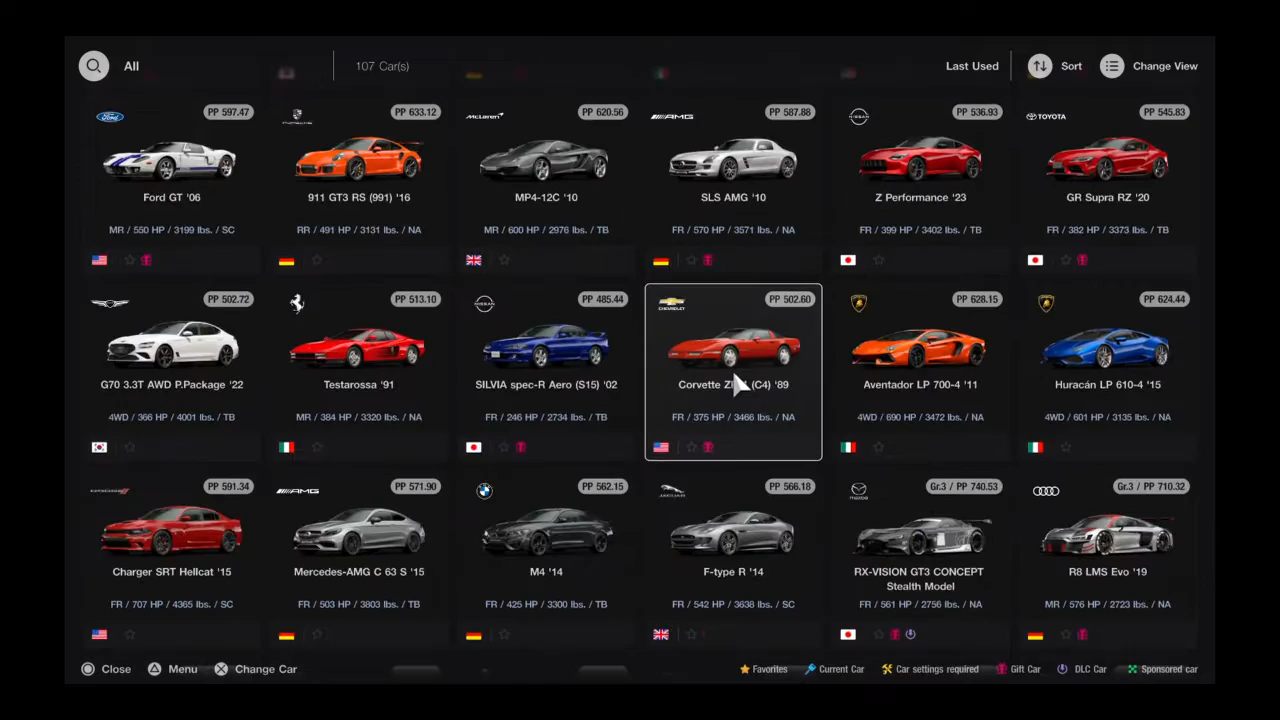 All
107 Car(s)
Last Used
Sort
Change View
Ford
PP 597.47
PORSCHE
PP 633.12
McLaren
PP 620.56
AMG
PP 587.88
NISSAN
PP 536.93
TOYOTA
PP 545.83
Ford GT '06
911 GT3 RS (991) '16
MP4-12C '10
SLS AMG '10
Z Performance '23
GR Supra RZ '20
MR / 550 HP / 3199 lbs. / SC
RR / 491 HP / 3131 lbs. / NA
MR / 600 HP / 2976 lbs. / TB
FR / 570 HP / 3571 lbs. / NA
FR / 399 HP / 3402 lbs. / TB
FR / 382 HP / 3373 lbs. / TB
PP 502.72
PP 513.10
NISSAN
PP 485.44
CHEVROLET
PP 502.60
PP 628.15
PP 624.44
G70 3.3T AWD P.Package '22
Testarossa '91
SILVIA spec-R Aero (S15) '02
Corvette (C4) '89
Aventador LP 700-4 '11
Huracán LP 610-4 '15
4WD / 366 HP / 4001 lbs. / TB
MR / 384 HP / 3320 lbs. / NA
FR / 246 HP / 2734 lbs. / TB
FR / 375 HP / 3466 lbs. / NA
4WD / 690 HP / 3472 lbs. / NA
4WD / 601 HP / 3135 lbs. / NA
PP 591.34
AMG
PP 571.90
PP 562.15
JAGUAR
PP 566.18
mazda
Gr.3 / PP 740.53
Gr.3 / PP 710.32
Charger SRT Hellcat '15
Mercedes-AMG C 63 S '15
M4 '14
F-type R '14
RX-VISION GT3 CONCEPT
Stealth Model
R8 LMS Evo '19
FR / 707 HP / 4365 lbs. / SC
FR / 503 HP / 3803 lbs. / TB
FR / 425 HP / 3300 lbs. / TB
FR / 542 HP / 3638 lbs. / SC
FR / 561 HP / 2756 lbs. / NA
MR / 576 HP / 2723 lbs. / NA
Close
Menu
Change Car
Favorites
Current Car
Car settings required
Gift Car
DLC Car
Sponsored car